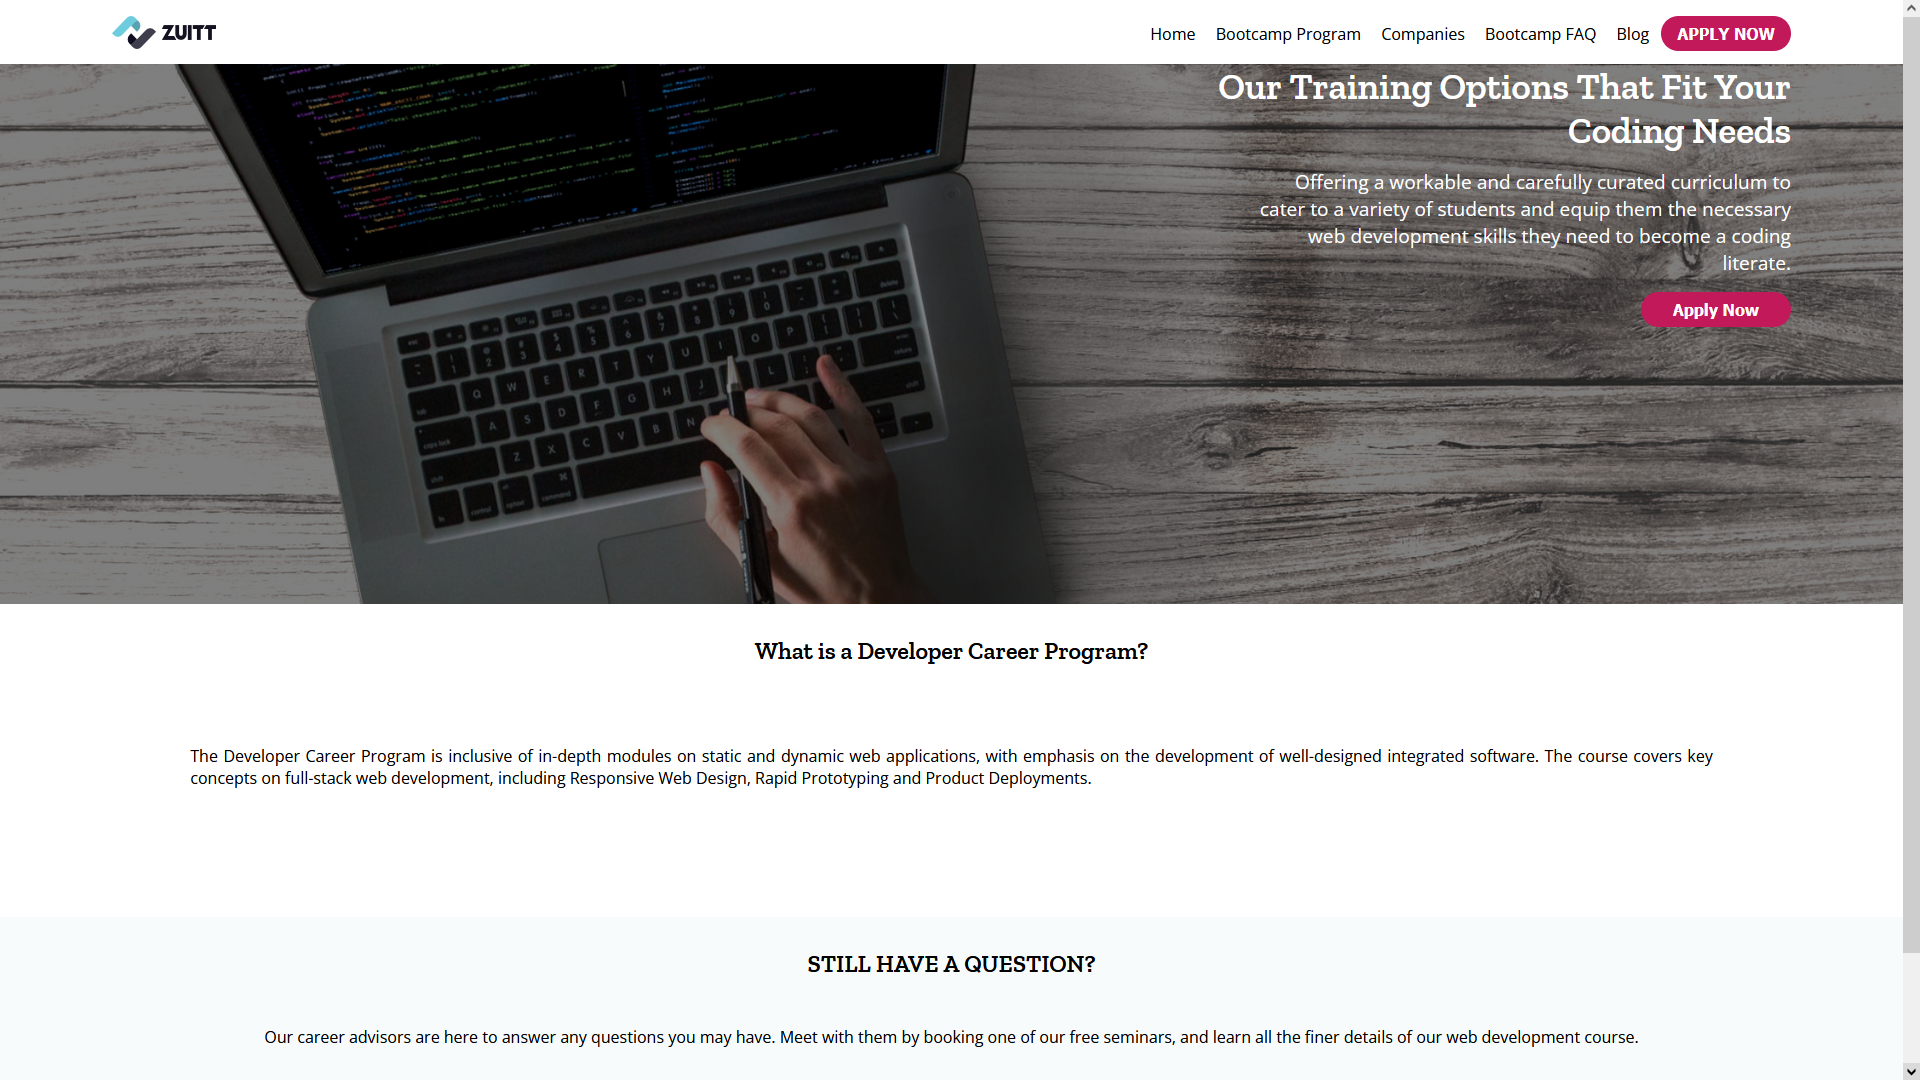 ZUITT
Home Bootcamp Program Companies Bootcamp FAQ Blog APPLY NOW
Our Training Options That Fit Your
Coding Needs
Offering a workable and carefully curated curriculum to
cater to a variety of students and equip them the necessary
web development skills they need to become a coding
literate.
Apply Now
What is a Developer Career Program?
The Developer Career Program is inclusive of in-depth modules on static and dynamic web applications, with emphasis on the development of well-designed integrated software. The course covers key
concepts on full-stack web development, including Responsive Web Design, Rapid Prototyping and Product Deployments.
STILL HAVE A QUESTION?
Our career advisors are here to answer any questions you may have. Meet with them by booking one of our free seminars, and learn all the finer details of our web development course.